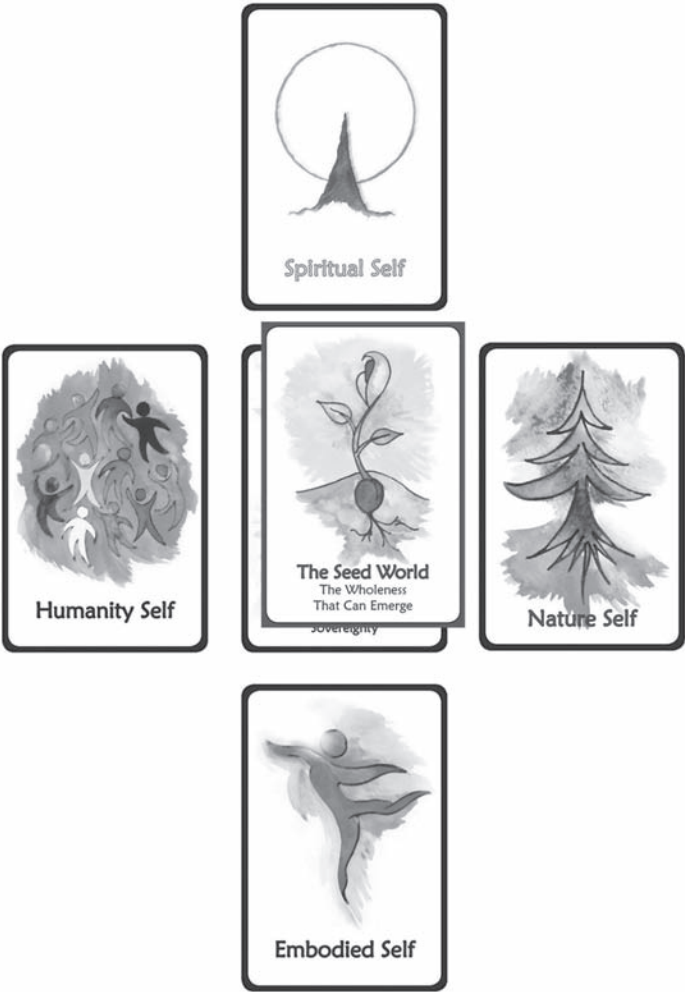 Spiritual Self
Humanity Self
The Seed World
The Wholeness
That Can Emerge
Sovereignty
Nature Self
Embodied Self